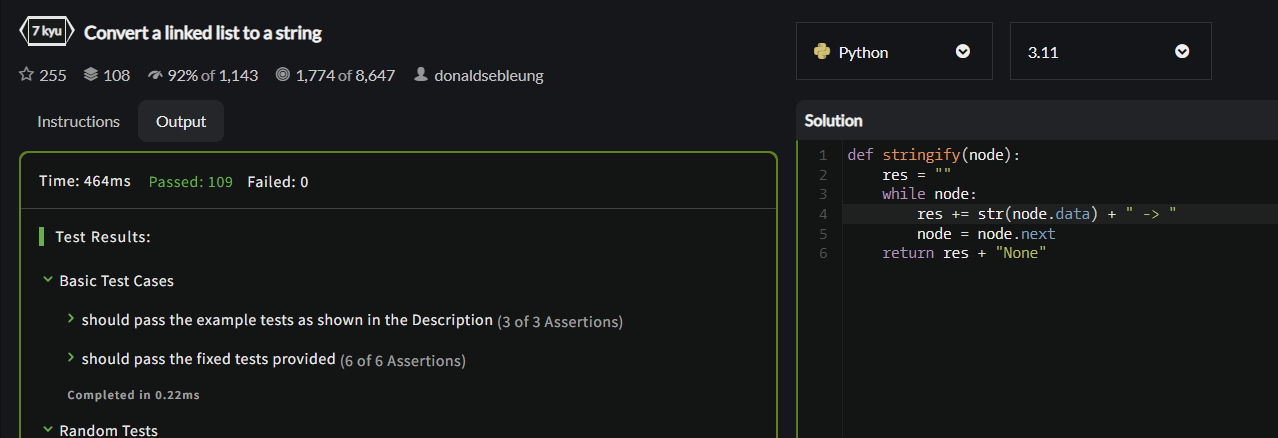 7 kyu Convert a linked list to a string
255 108 92% of 1,143 1,774 of 8,647 donaldsebleung
Instructions Output
Time: 464ms Passed: 109 Failed: 0
Test Results:
Basic Test Cases
should pass the example tests as shown in the Description (3 of 3 Assertions)
should pass the fixed tests provided (6 of 6 Assertions)
Completed in 0.22ms
Random Tests
Python 3.11
Solution
1 def stringify(node):
2     res = ""
3     while node:
4         res += str(node.data) + " -> "
5         node = node.next
6     return res + "None"